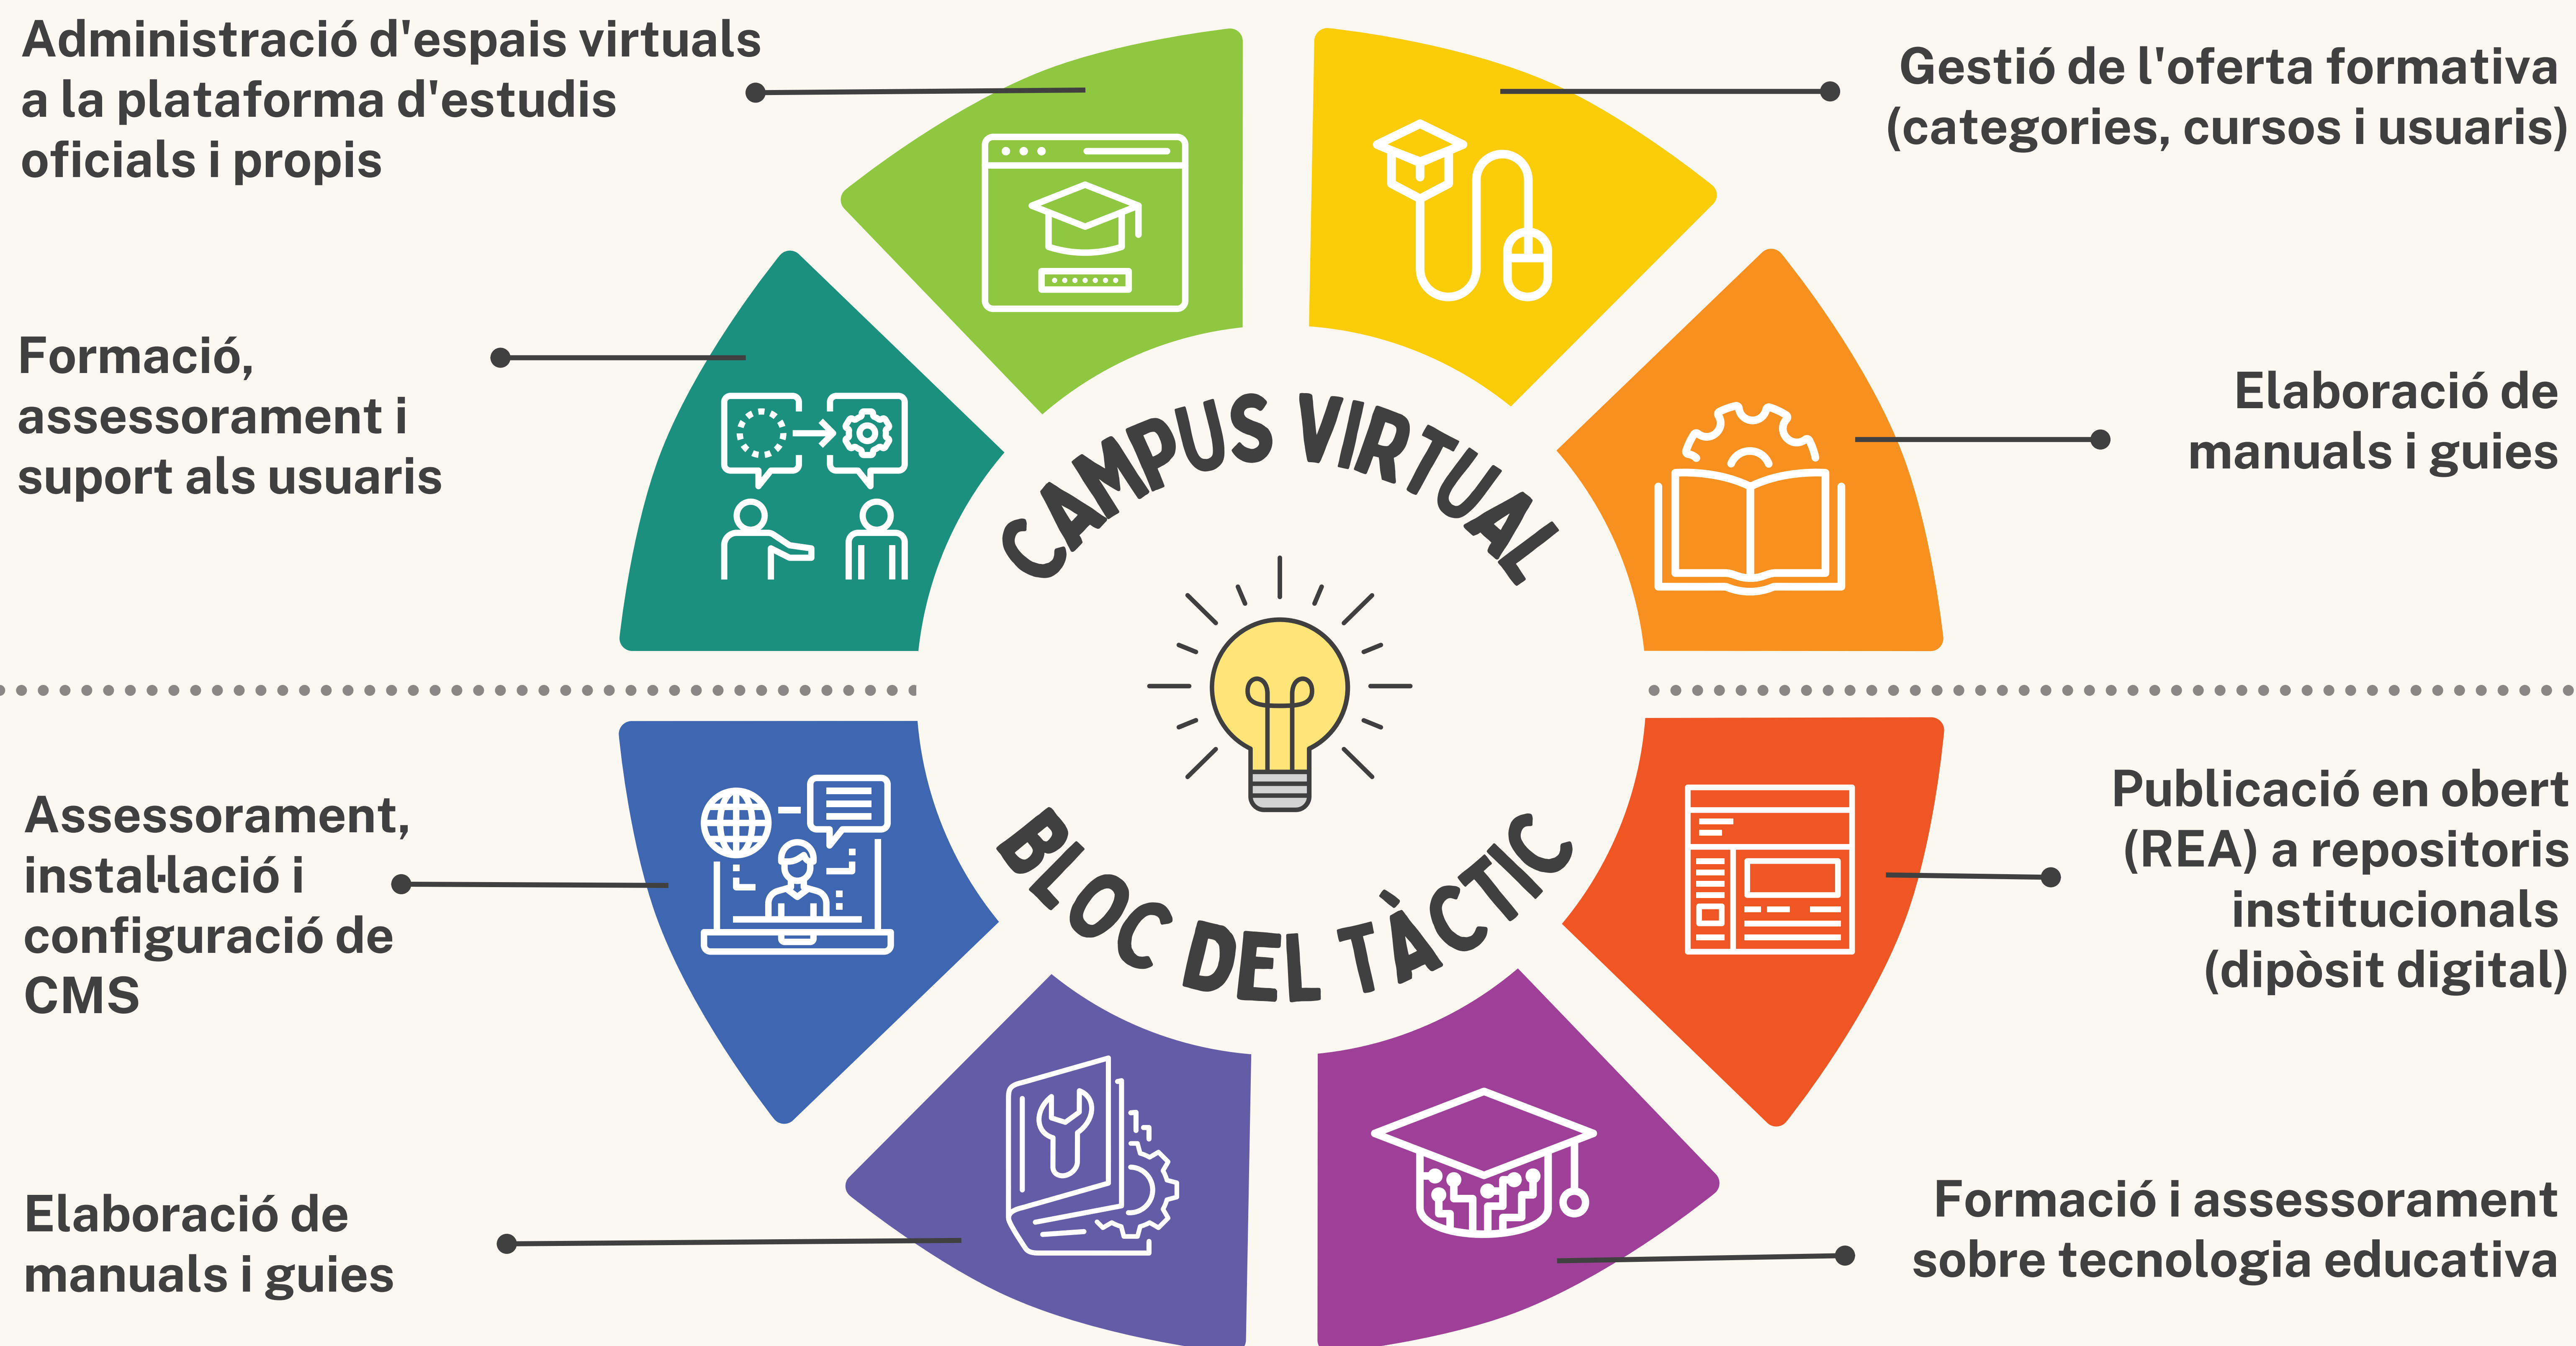 Administració d'espais virtuals
a la plataforma d'estudis
oficials i propis
Gestió de l'oferta formativa
(categories, cursos i usuaris)
Formació,
assessorament i
suport als usuaris
Elaboració de
manuals i guies
CAMPUS VIRTUAL
BLOC DEL TÀCTIC
Assessorament,
instal·lació i
configuració de
CMS
Publicació en obert
(REA) a repositoris
institucionals
(dipòsit digital)
Elaboració de
manuals i guies
Formació i assessorament
sobre tecnologia educativa